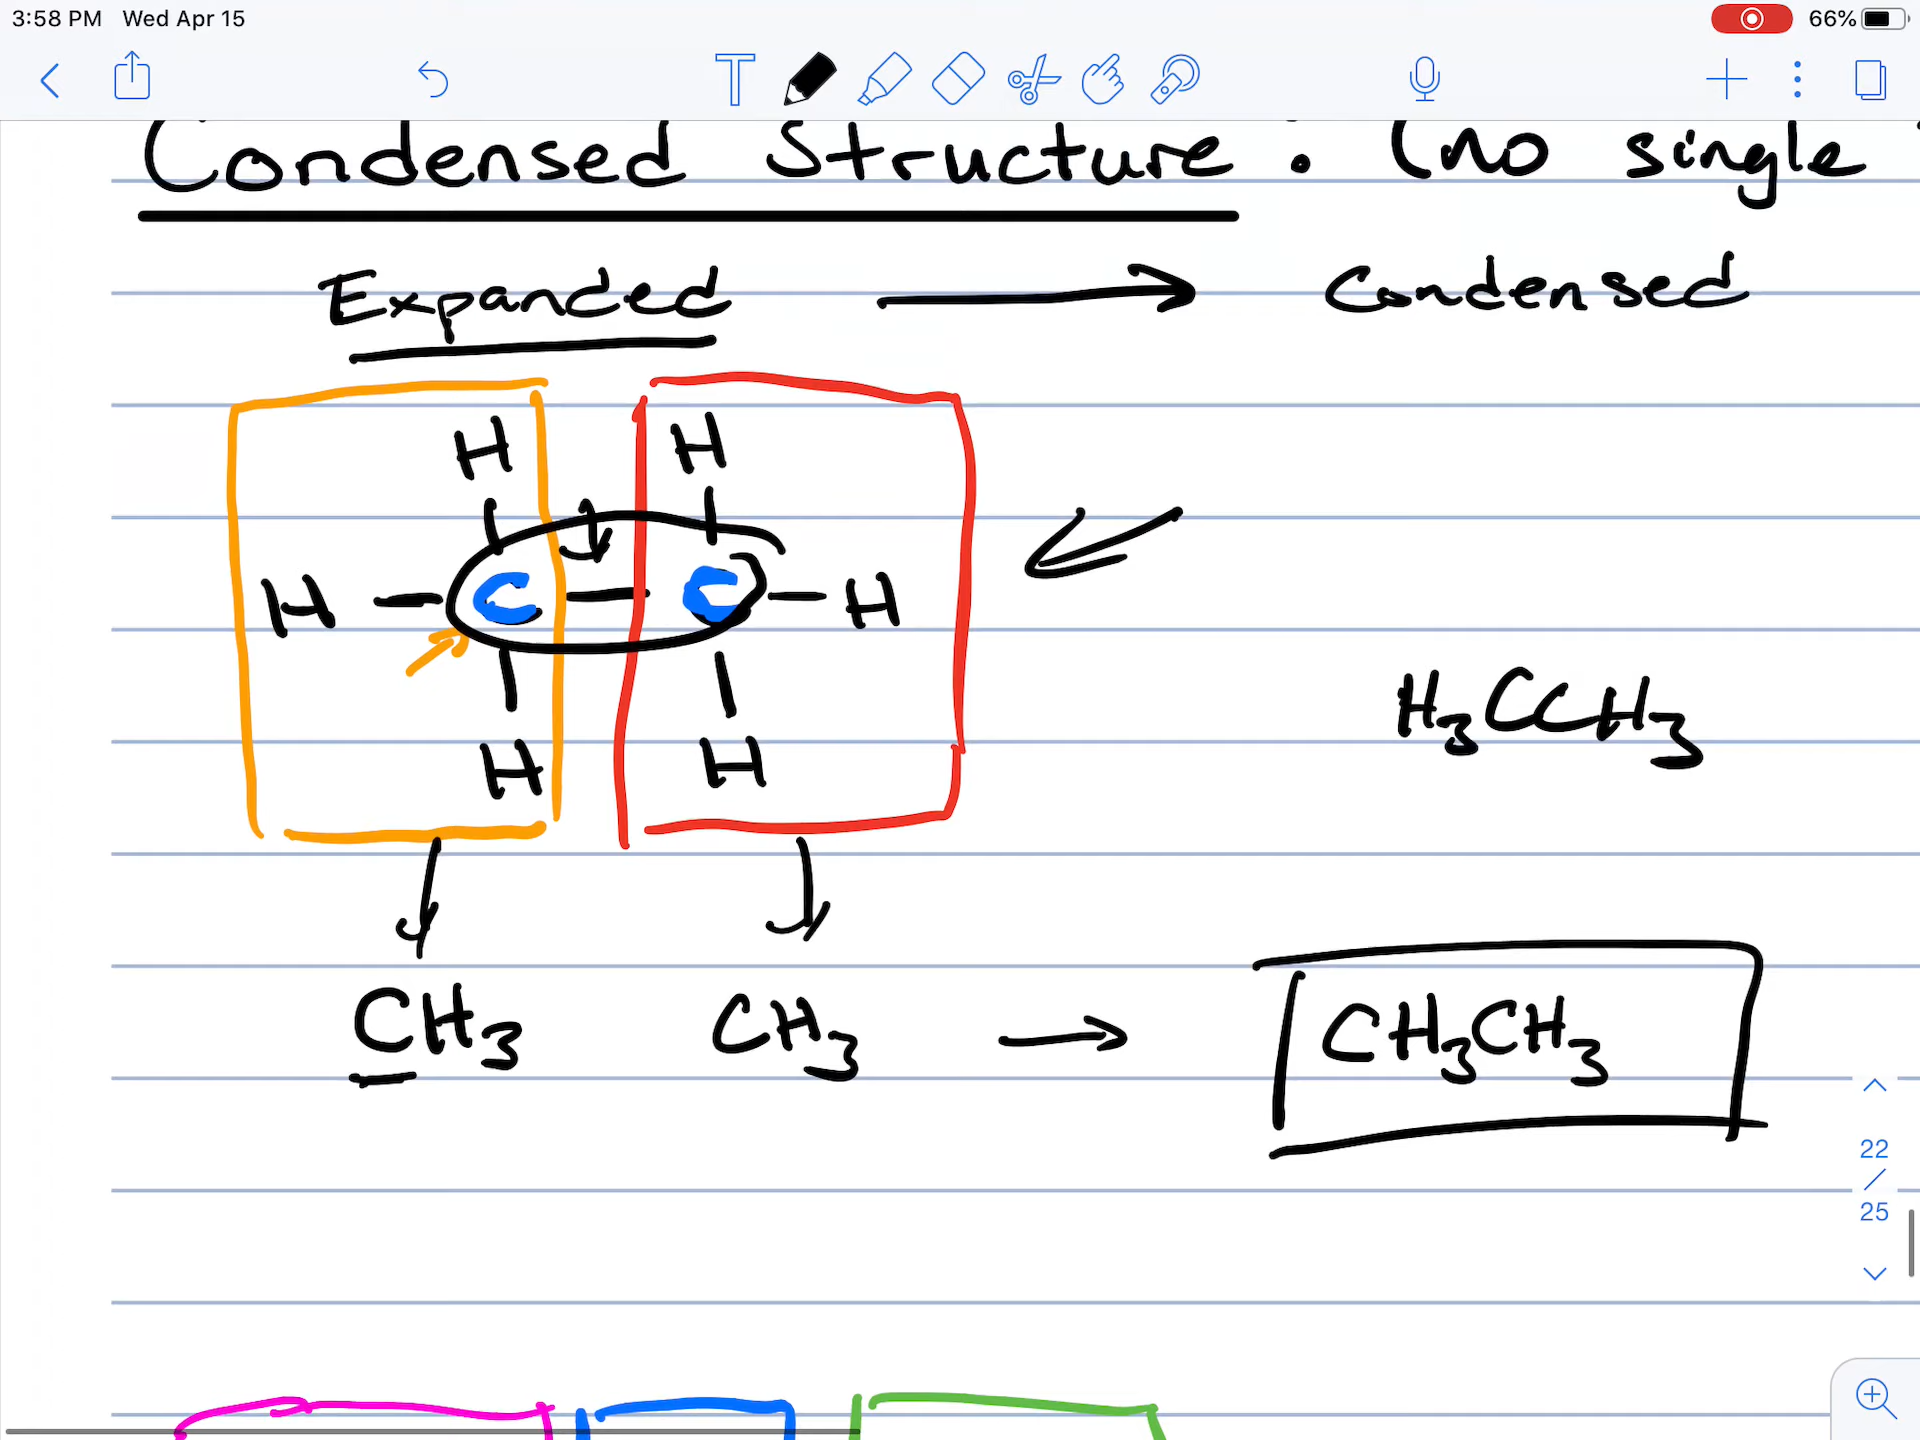 3:58 PM Wed Apr 15 66%
T
Condensed Structure : (no single
Expanded → Condensed
H H
H - C - C - H
H H
H₃CCH₃
CH₃ CH₃ → CH₃CH₃
22
/
25